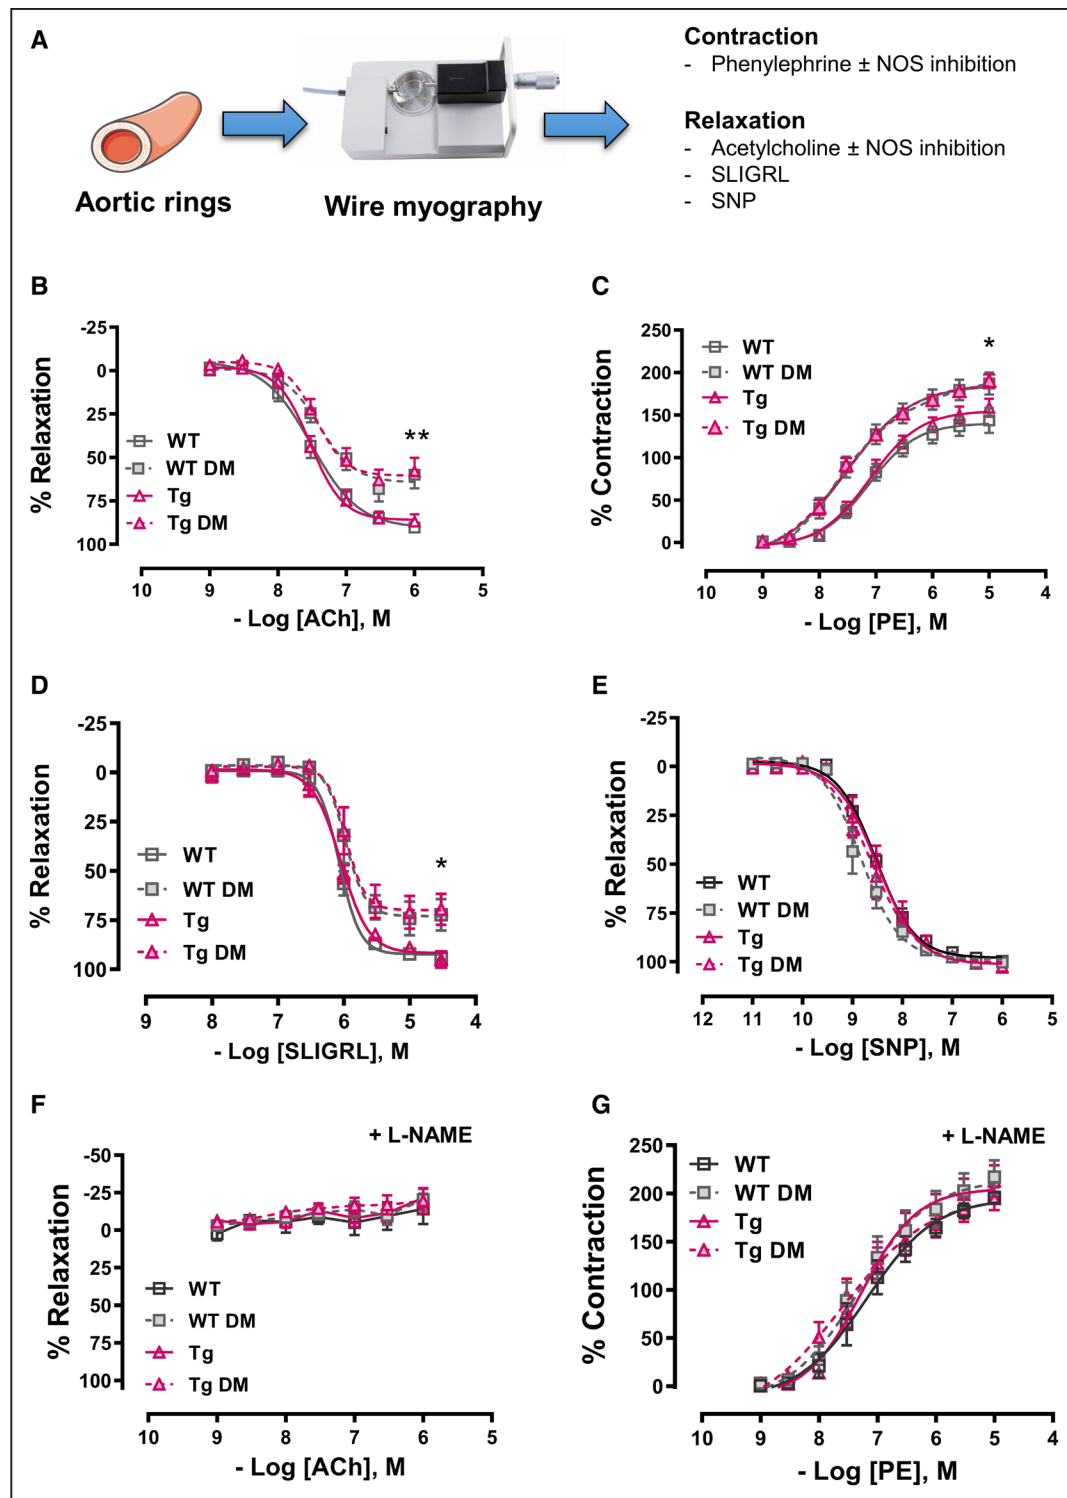 A
Aortic rings
Wire myography
Contraction
- Phenylephrine ± NOS inhibition
Relaxation
- Acetylcholine ± NOS inhibition
- SLIGRL
- SNP
B
% Relaxation
-25
0
25
50
75
100
WT
WT DM
Tg
Tg DM
**
10 9 8 7 6 5
- Log [ACh], M
C
% Contraction
250
200
150
100
50
0
WT
WT DM
Tg
Tg DM
*
10 9 8 7 6 5 4
- Log [PE], M
D
% Relaxation
-25
0
25
50
75
100
WT
WT DM
Tg
Tg DM
*
9 8 7 6 5 4
- Log [SLIGRL], M
E
% Relaxation
-25
0
25
50
75
100
WT
WT DM
Tg
Tg DM
12 11 10 9 8 7 6 5
- Log [SNP], M
F
+ L-NAME
% Relaxation
-50
-25
0
25
50
75
100
WT
WT DM
Tg
Tg DM
10 9 8 7 6 5
- Log [ACh], M
G
+ L-NAME
% Contraction
250
200
150
100
50
0
WT
WT DM
Tg
Tg DM
10 9 8 7 6 5 4
- Log [PE], M